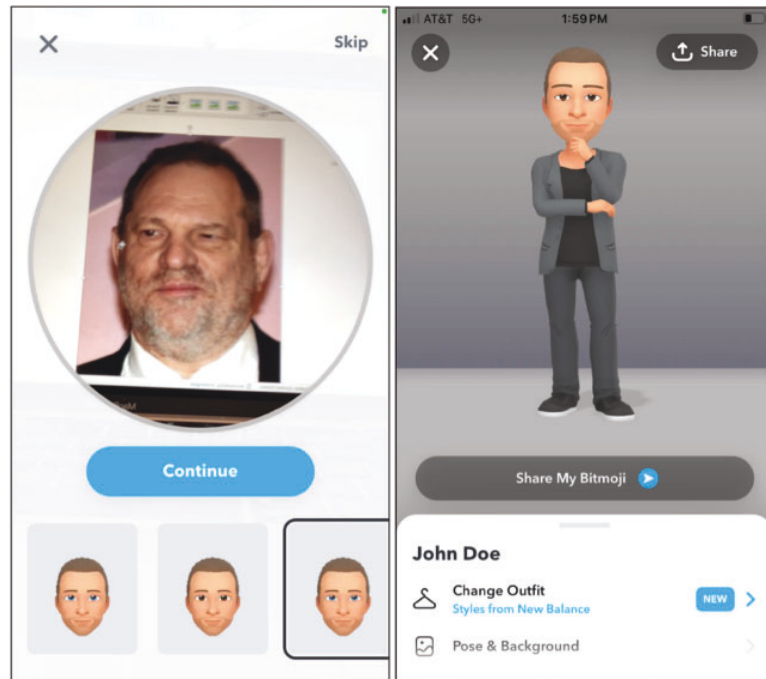 Skip
Continue
AT&T 5G+
1:59 PM
Share
Share My Bitmoji
John Doe
Change Outfit
Styles from New Balance
NEW
Pose & Background